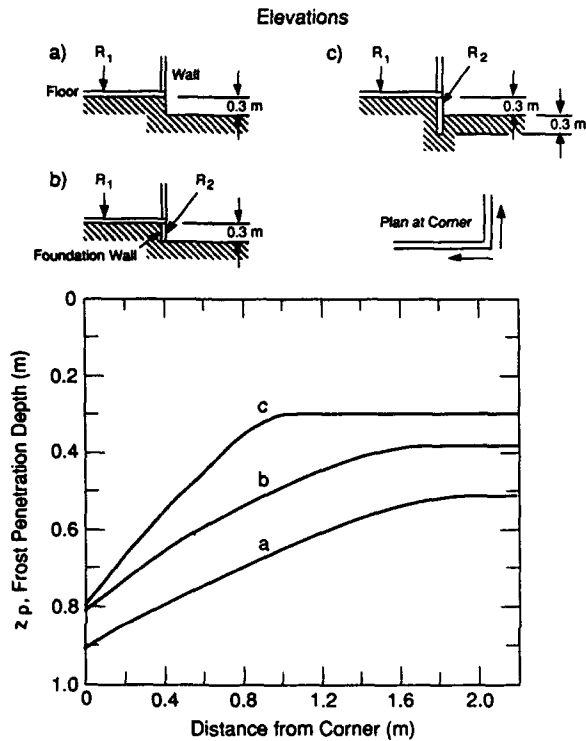 Elevations
a)
R1
Wall
Floor
0.3 m
b)
R1
R2
0.3 m
Foundation Wall
c)
R1
R2
0.3 m
0.3 m
Plan at Corner
0
0.2
0.4
0.6
0.8
1.0
zρ, Frost Penetration Depth (m)
c
b
a
0
0.4
0.8
1.2
1.6
2.0
Distance from Corner (m)